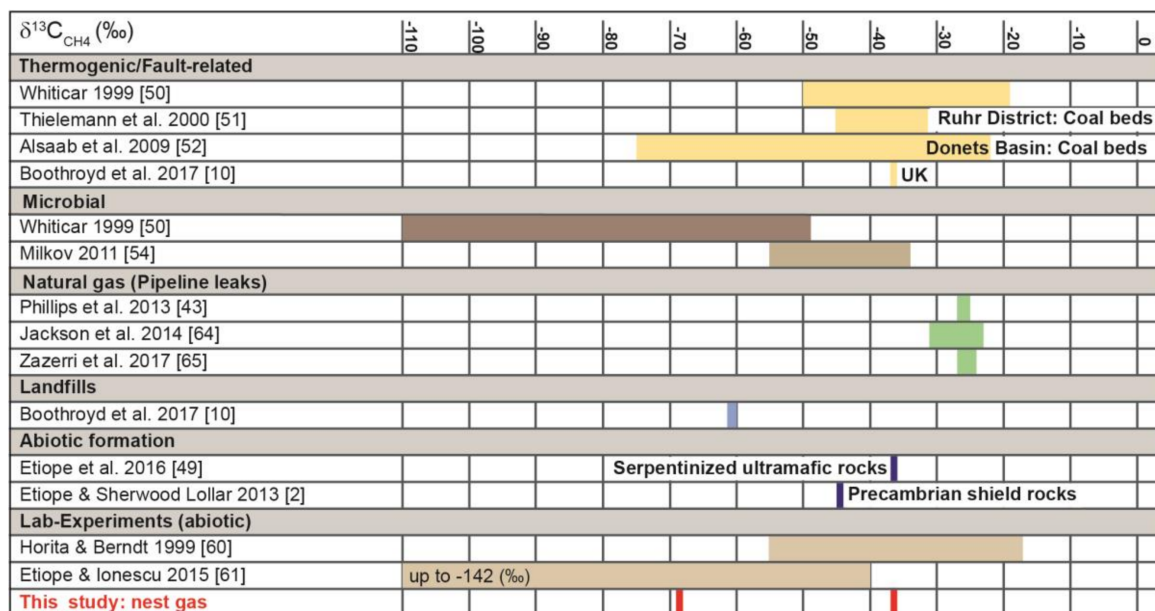 δ¹³C_CH4 (‰) -110 -100 -90 -80 -70 -60 -50 -40 -30 -20 -10 0
Thermogenic/Fault-related
Whiticar 1999 [50]
Thielemann et al. 2000 [51] Ruhr District: Coal beds
Alsaab et al. 2009 [52] Donets Basin: Coal beds
Boothroyd et al. 2017 [10] UK
Microbial
Whiticar 1999 [50]
Milkov 2011 [54]
Natural gas (Pipeline leaks)
Phillips et al. 2013 [43]
Jackson et al. 2014 [64]
Zazerri et al. 2017 [65]
Landfills
Boothroyd et al. 2017 [10]
Abiotic formation
Etiope et al. 2016 [49] Serpentinized ultramafic rocks
Etiope & Sherwood Lollar 2013 [2] Precambrian shield rocks
Lab-Experiments (abiotic)
Horita & Berndt 1999 [60]
Etiope & Ionescu 2015 [61] up to -142 (‰)
This study: nest gas